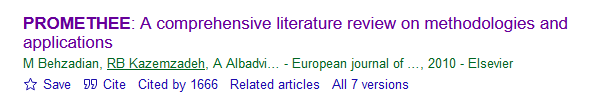 PROMETHEE: A comprehensive literature review on methodologies and
applications
M Behzadian, RB Kazemzadeh, A Albadvi... - European journal of ..., 2010 - Elsevier
Save Cite Cited by 1666 Related articles All 7 versions